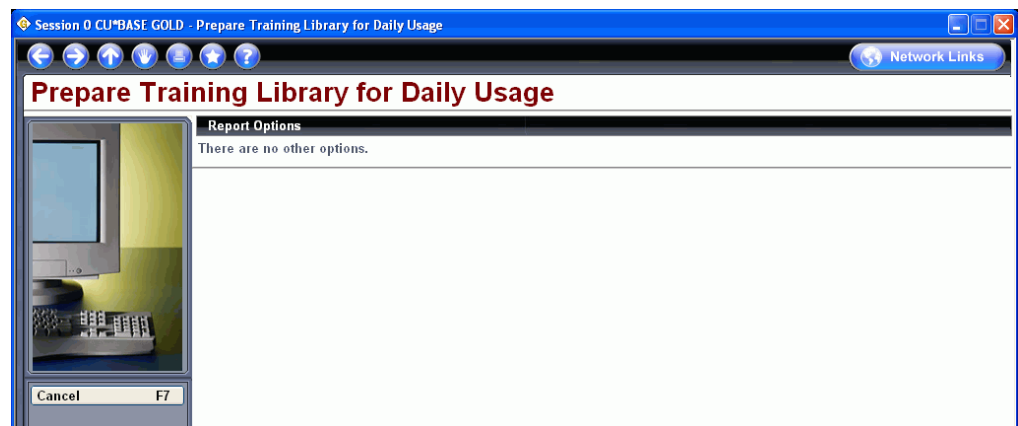 Session 0 CU*BASE GOLD - Prepare Training Library for Daily Usage
Network Links
Prepare Training Library for Daily Usage
Report Options
There are no other options.
Cancel F7